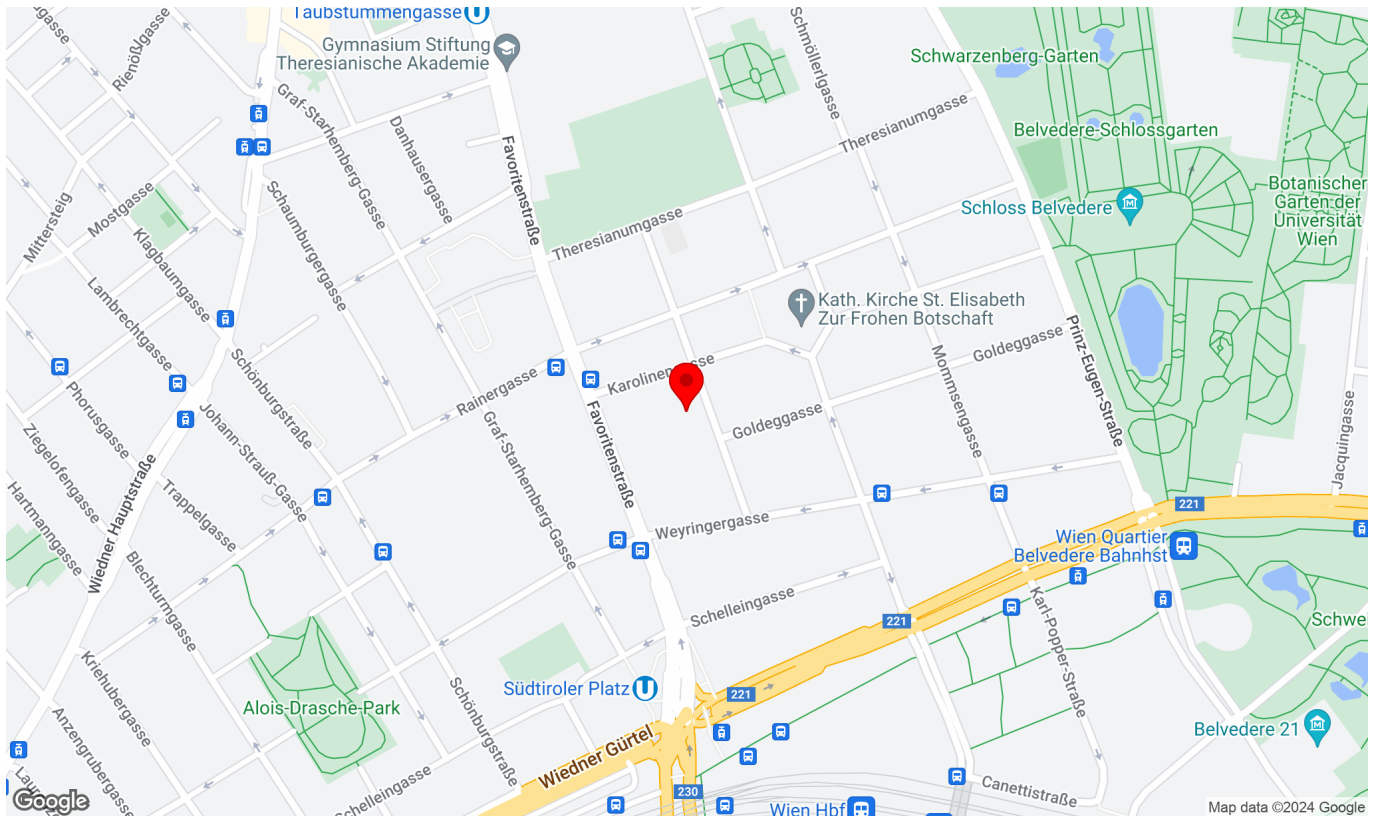 Taubstummengasse
Gymnasium Stiftung
Theresianische Akademie
Rienößlgasse
Schmöllerlgasse
Schwarzenberg-Garten
Graf-Starhemberg-Gasse
Danhausergasse
Favoritenstraße
Theresianumgasse
Belvedere-Schlossgarten
Botanischer
Garten der
Universität
Wien
Mostgasse
Mittersteig
Schaumburgergasse
Schloss Belvedere
Theresianumgasse
Klagbaumgasse
Lambrechtgasse
Kath. Kirche St. Elisabeth
Zur Frohen Botschaft
Prinz-Eugen-Straße
Goldeggasse
Mommsengasse
Schönburgstraße
Rainergasse
Phorusgasse
Johann-Strauß-Gasse
Favoritenstraße
Graf-Starhemberg-Gasse
Goldeggasse
Jacquingasse
Ziegelofengasse
Wiedner Hauptstraße
Trappelgasse
Hartmanngasse
Weyringergasse
221
Wien Quartier
Belvedere Bahnhst
Blechturmgasse
Schelleingasse
221
Karl-Popper-Straße
Kriehubergasse
Südtiroler Platz
221
Alois-Drasche-Park
Schönburgstraße
Anzengrubergasse
Wiedner Gürtel
Belvedere 21
230
Canettistraße
Wien Hbf
Google
Map data ©2024 Google